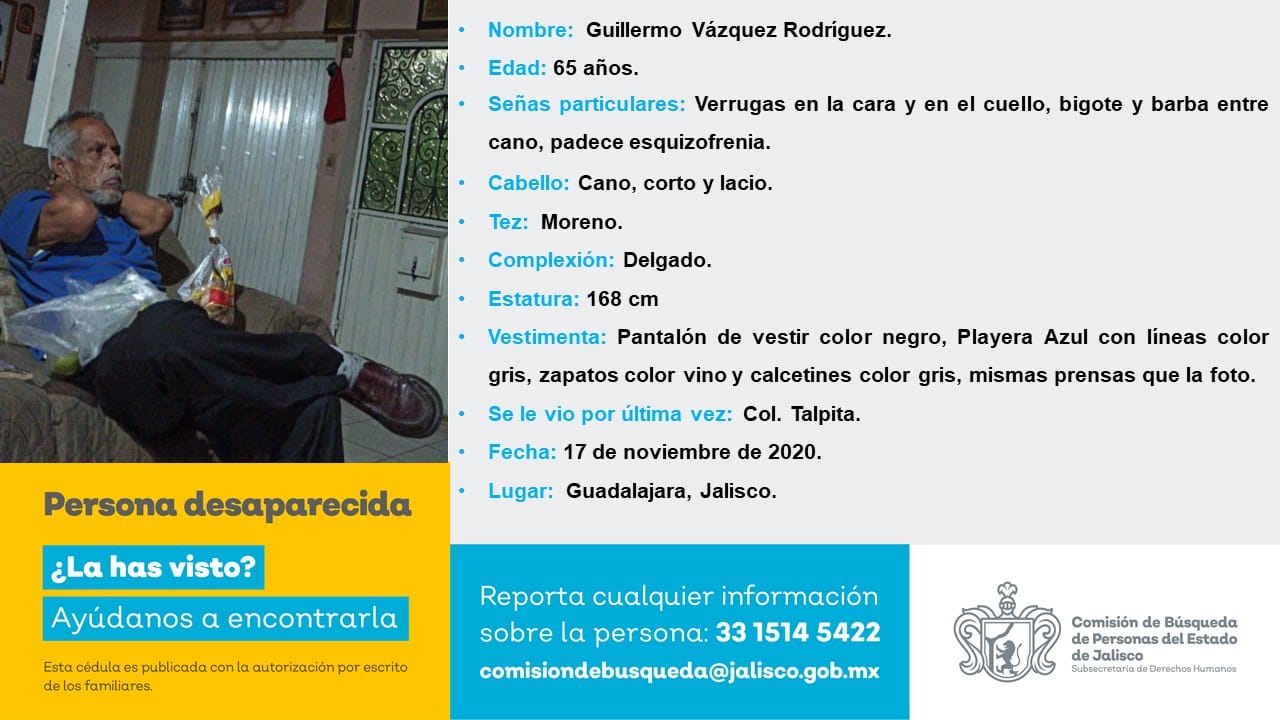 • Nombre: Guillermo Vázquez Rodríguez.
• Edad: 65 años.
• Señas particulares: Verrugas en la cara y en el cuello, bigote y barba entre
cano, padece esquizofrenia.
• Cabello: Cano, corto y lacio.
• Tez: Moreno.
• Complexión: Delgado.
• Estatura: 168 cm
• Vestimenta: Pantalón de vestir color negro, Playera Azul con líneas color
gris, zapatos color vino y calcetines color gris, mismas prensas que la foto.
• Se le vio por última vez: Col. Talpita.
• Fecha: 17 de noviembre de 2020.
• Lugar: Guadalajara, Jalisco.
Persona desaparecida
¿La has visto?
Ayúdanos a encontrarla
Esta cédula es publicada con la autorización por escrito
de los familiares.
Reporta cualquier información
sobre la persona: 33 1514 5422
comisiondebusqueda@jalisco.gob.mx
Comisión de Búsqueda
de Personas del Estado
de Jalisco
Subsecretaría de Derechos Humanos